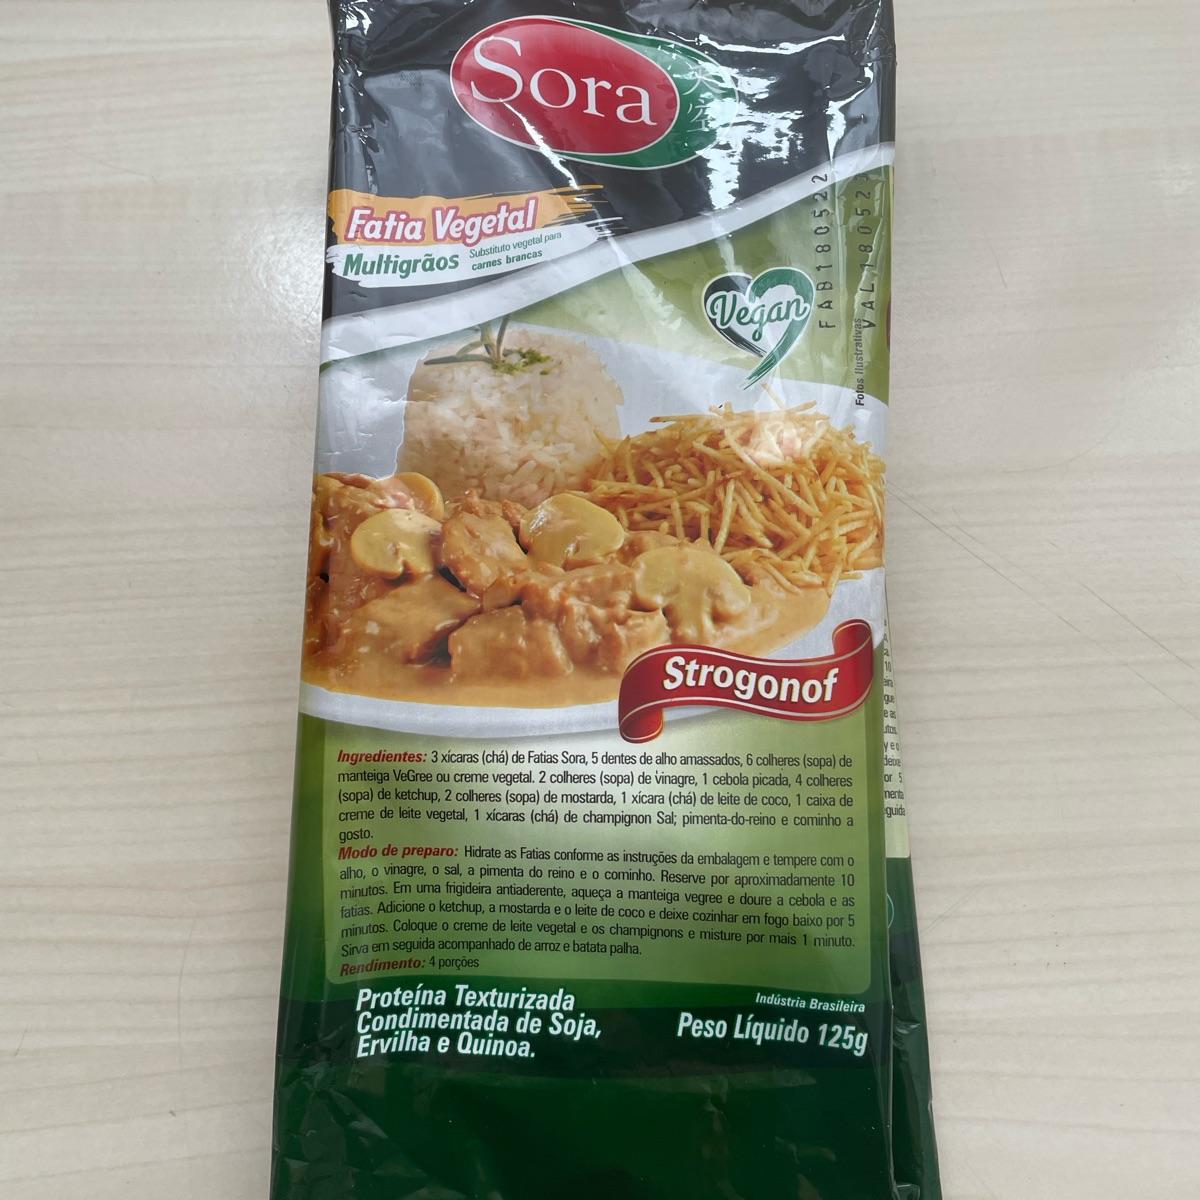 Sora
Fatia Vegetal
Multigrãos
Substituto vegetal para
carnes brancas
Vegan
FAB180522
VAL180523
Fotos Ilustrativas
Strogonof
Ingredientes: 3 xícaras (chá) de Fatias Sora, 5 dentes de alho amassados, 6 colheres (sopa) de
manteiga VeGree ou creme vegetal. 2 colheres (sopa) de vinagre, 1 cebola picada, 4 colheres
(sopa) de ketchup, 2 colheres (sopa) de mostarda, 1 xícara (chá) de leite de coco, 1 caixa de
creme de leite vegetal, 1 xícaras (chá) de champignon Sal; pimenta-do-reino e cominho a
gosto.
Modo de preparo: Hidrate as Fatias conforme as instruções da embalagem e tempere com o
alho, o vinagre, o sal, a pimenta do reino e o cominho. Reserve por aproximadamente 10
minutos. Em uma frigideira antiaderente, aqueça a manteiga vegree e doure a cebola e as
fatias. Adicione o ketchup, a mostarda e o leite de coco e deixe cozinhar em fogo baixo por 5
minutos. Coloque o creme de leite vegetal e os champignons e misture por mais 1 minuto.
Sirva em seguida acompanhado de arroz e batata palha.
Rendimento: 4 porções
Proteína Texturizada
Condimentada de Soja,
Ervilha e Quinoa.
Indústria Brasileira
Peso Líquido 125g